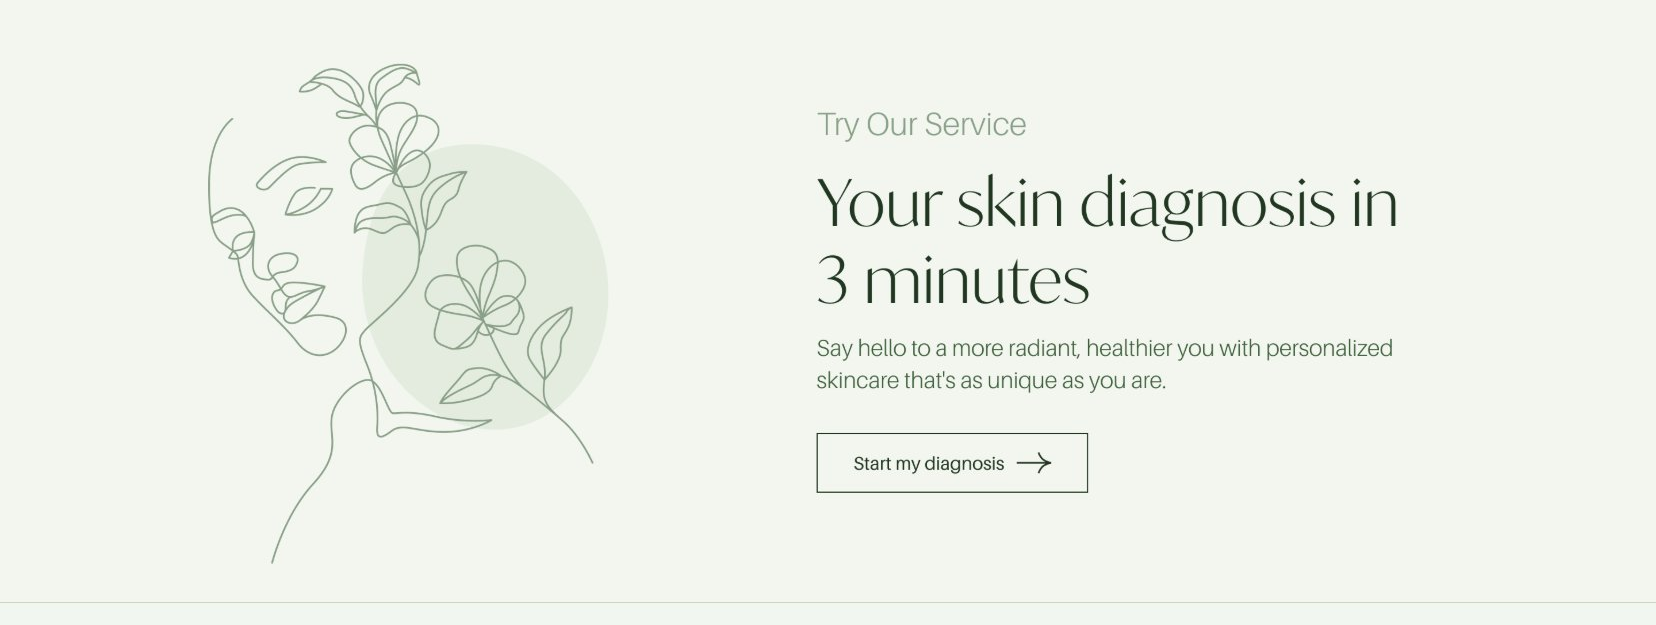 Try Our Service
Your skin diagnosis in
3 minutes
Say hello to a more radiant, healthier you with personalized
skincare that's as unique as you are.
Start my diagnosis